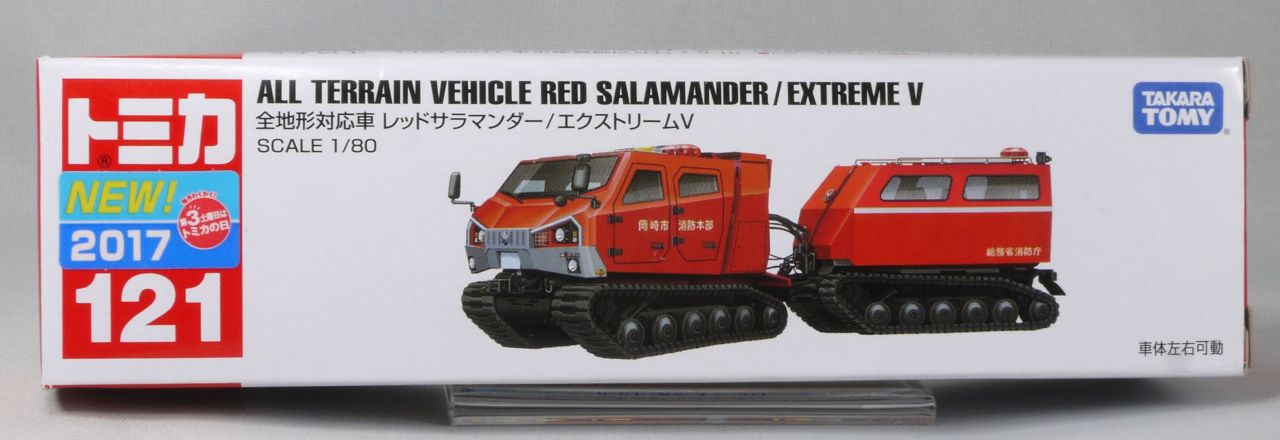 トミカ
®
NEW!
2017
第3土曜日は
トミカの日
121
ALL TERRAIN VEHICLE RED SALAMANDER/EXTREME V
全地形対応車 レッドサラマンダー/エクストリームV
SCALE 1/80
岡崎市 消防本部
総務省消防庁
TAKARA
TOMY
®
車体左右可動